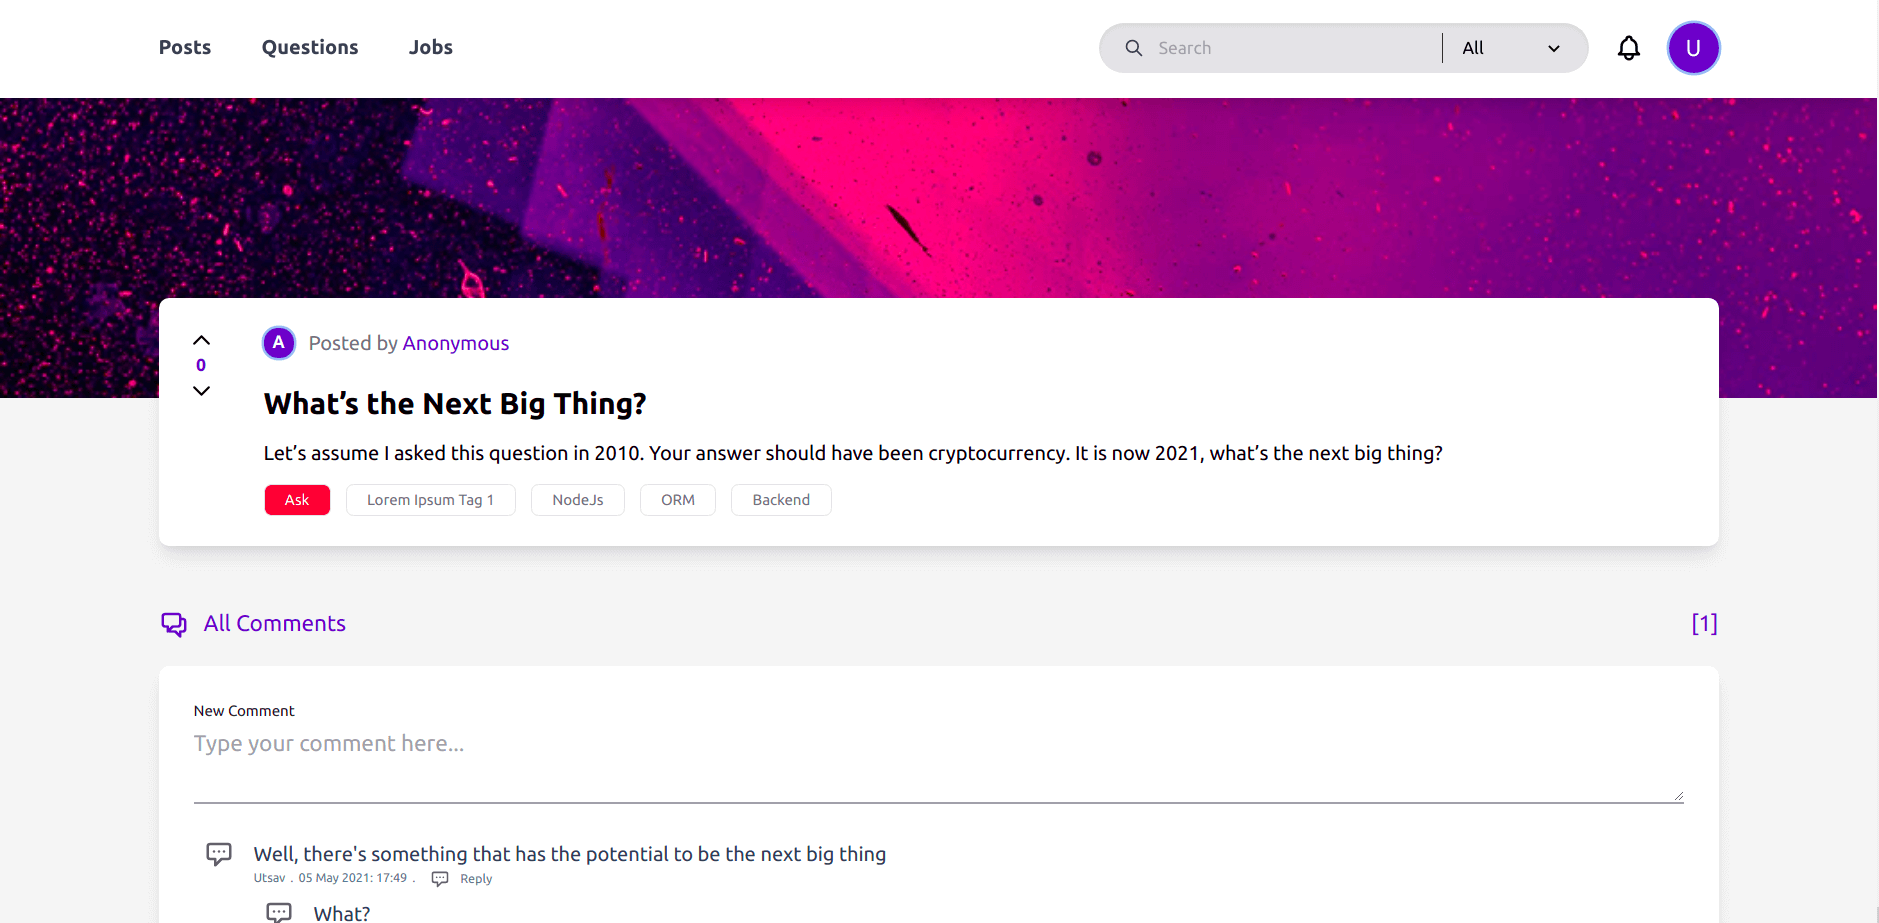 Posts Questions Jobs Search All U
A Posted by Anonymous
0
What’s the Next Big Thing?
Let’s assume I asked this question in 2010. Your answer should have been cryptocurrency. It is now 2021, what’s the next big thing?
Ask Lorem Ipsum Tag 1 NodeJs ORM Backend
All Comments [1]
New Comment
Type your comment here...
Well, there's something that has the potential to be the next big thing
Utsav . 05 May 2021: 17:49 . Reply
What?